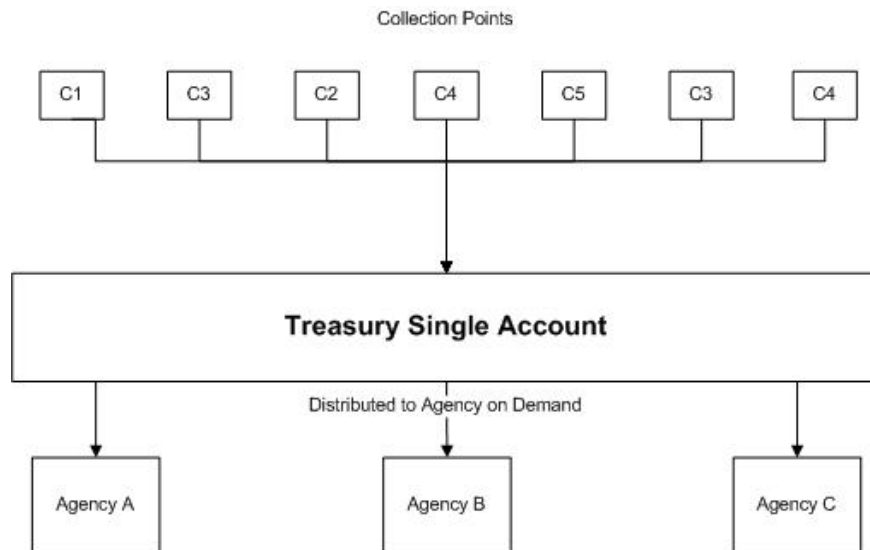 Collection Points
C1
C3
C2
C4
C5
C3
C4
Treasury Single Account
Distributed to Agency on Demand
Agency A
Agency B
Agency C